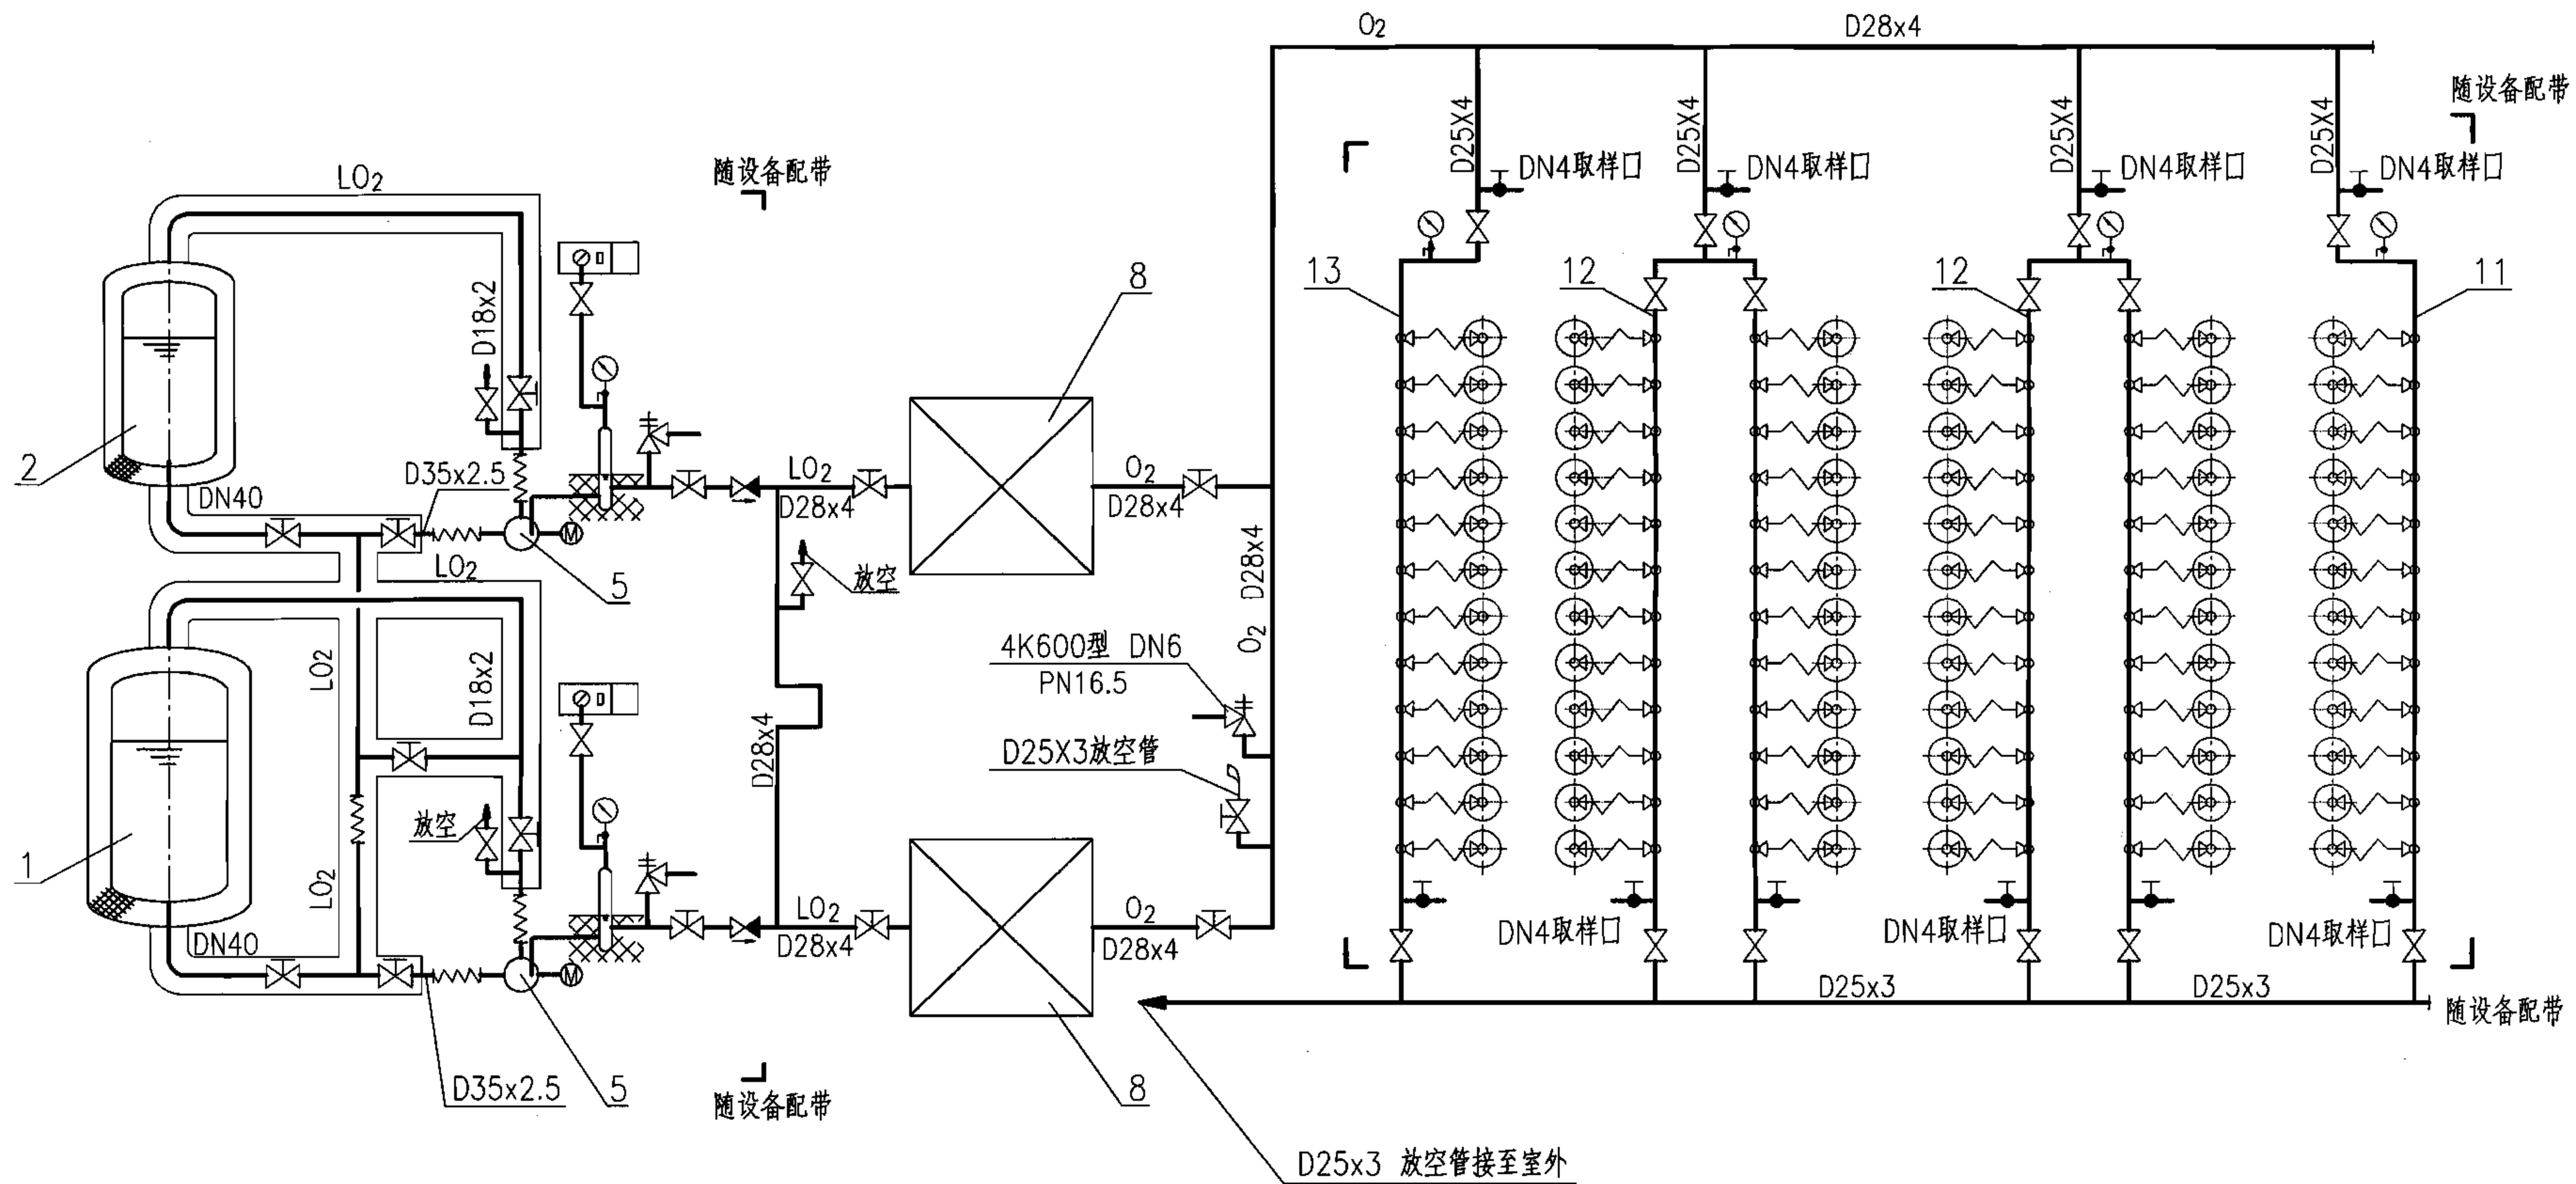 O2
D28x4
随设备配带
D25X4
D25X4
D25X4
D25X4
DN4取样口
DN4取样口
DN4取样口
DN4取样口
随设备配带
LO2
13
12
12
11
8
D18x2
2
D35x2.5
DN40
LO2
D28x4
O2
D28x4
M
5
LO2
放空
D28x4
O2
4K600型 DN6
PN16.5
D25X3放空管
LO2
D18x2
D28x4
放空
1
LO2
DN40
M
LO2
D28x4
O2
D28x4
DN4取样口
DN4取样口
DN4取样口
D25x3
D25x3
随设备配带
D35x2.5
5
8
随设备配带
D25x3 放空管接至室外